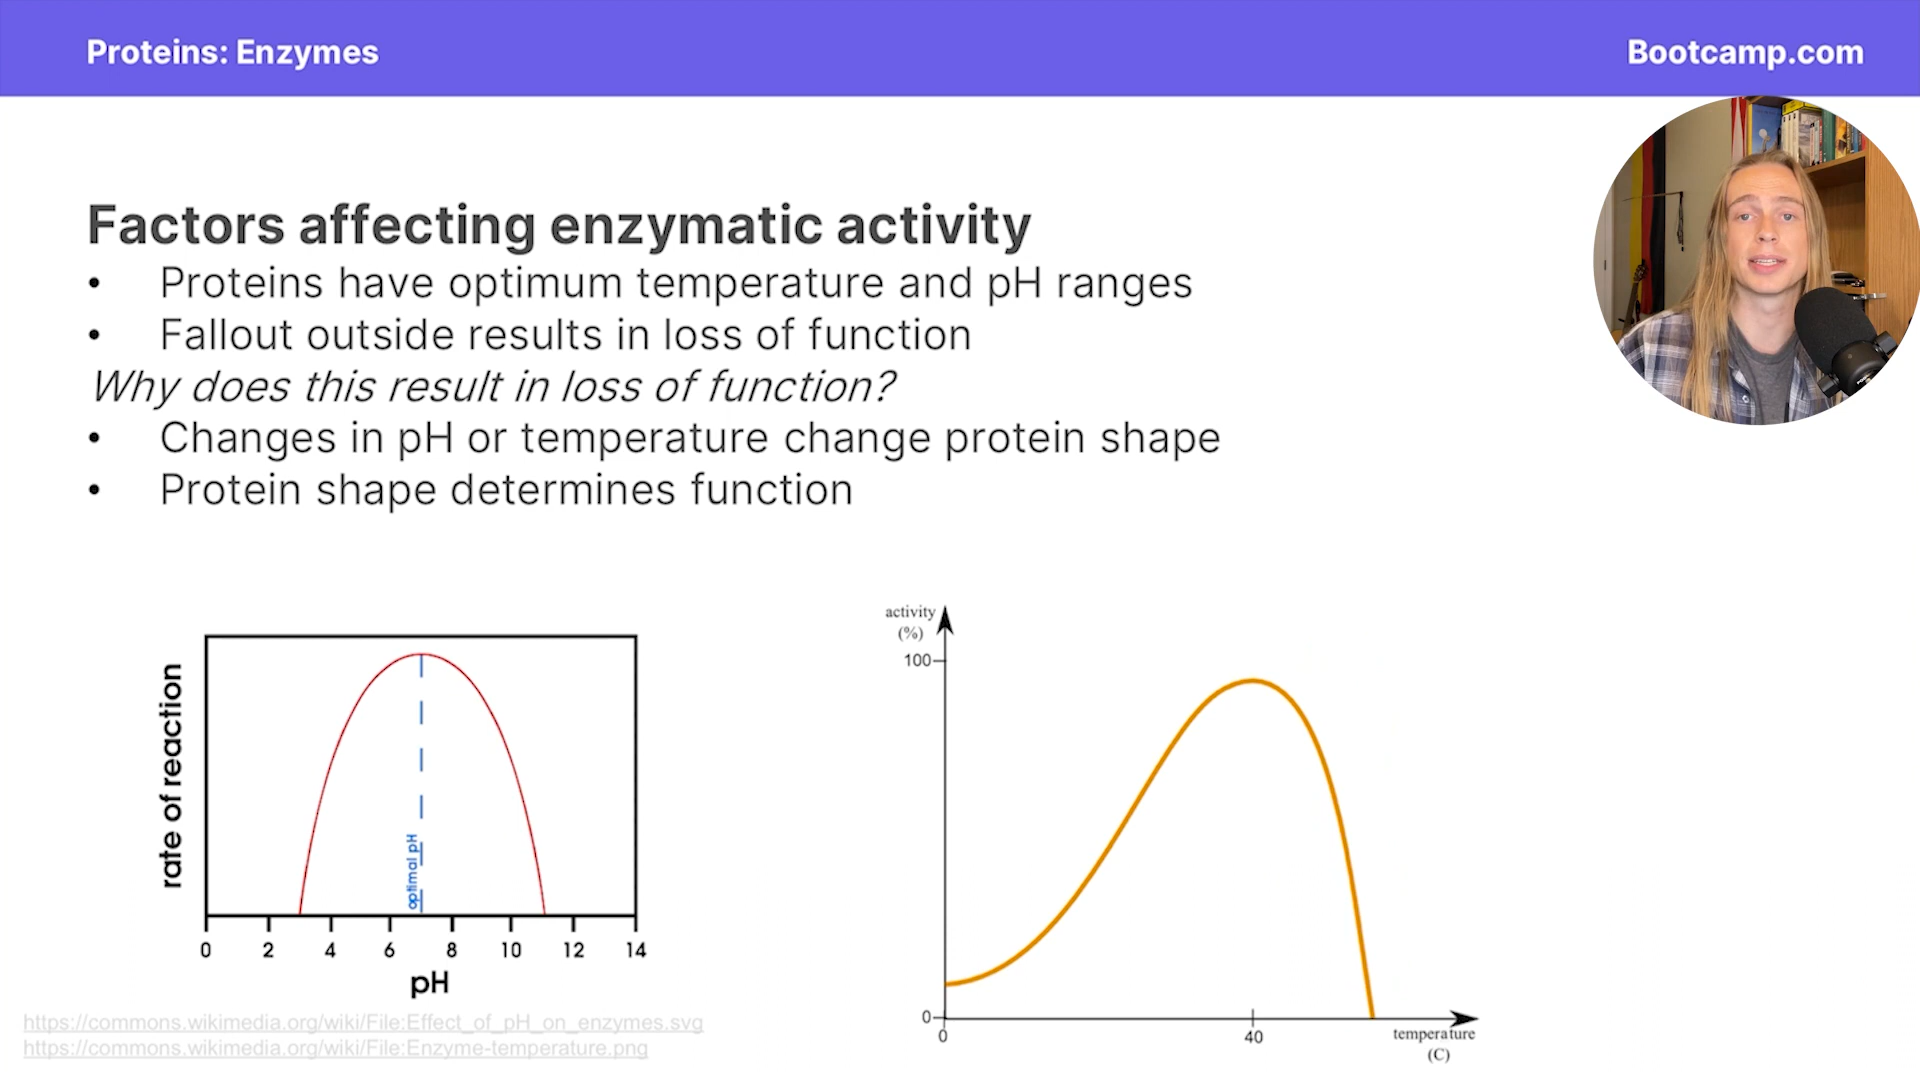 Proteins: Enzymes
Bootcamp.com
Factors affecting enzymatic activity
• Proteins have optimum temperature and pH ranges
• Fallout outside results in loss of function
Why does this result in loss of function?
• Changes in pH or temperature change protein shape
• Protein shape determines function
rate of reaction
optimal pH
0 2 4 6 8 10 12 14
pH
activity
(%)
100
0
0 40
temperature
(C)
https://commons.wikimedia.org/wiki/File:Effect_of_pH_on_enzymes.svg
https://commons.wikimedia.org/wiki/File:Enzyme-temperature.png